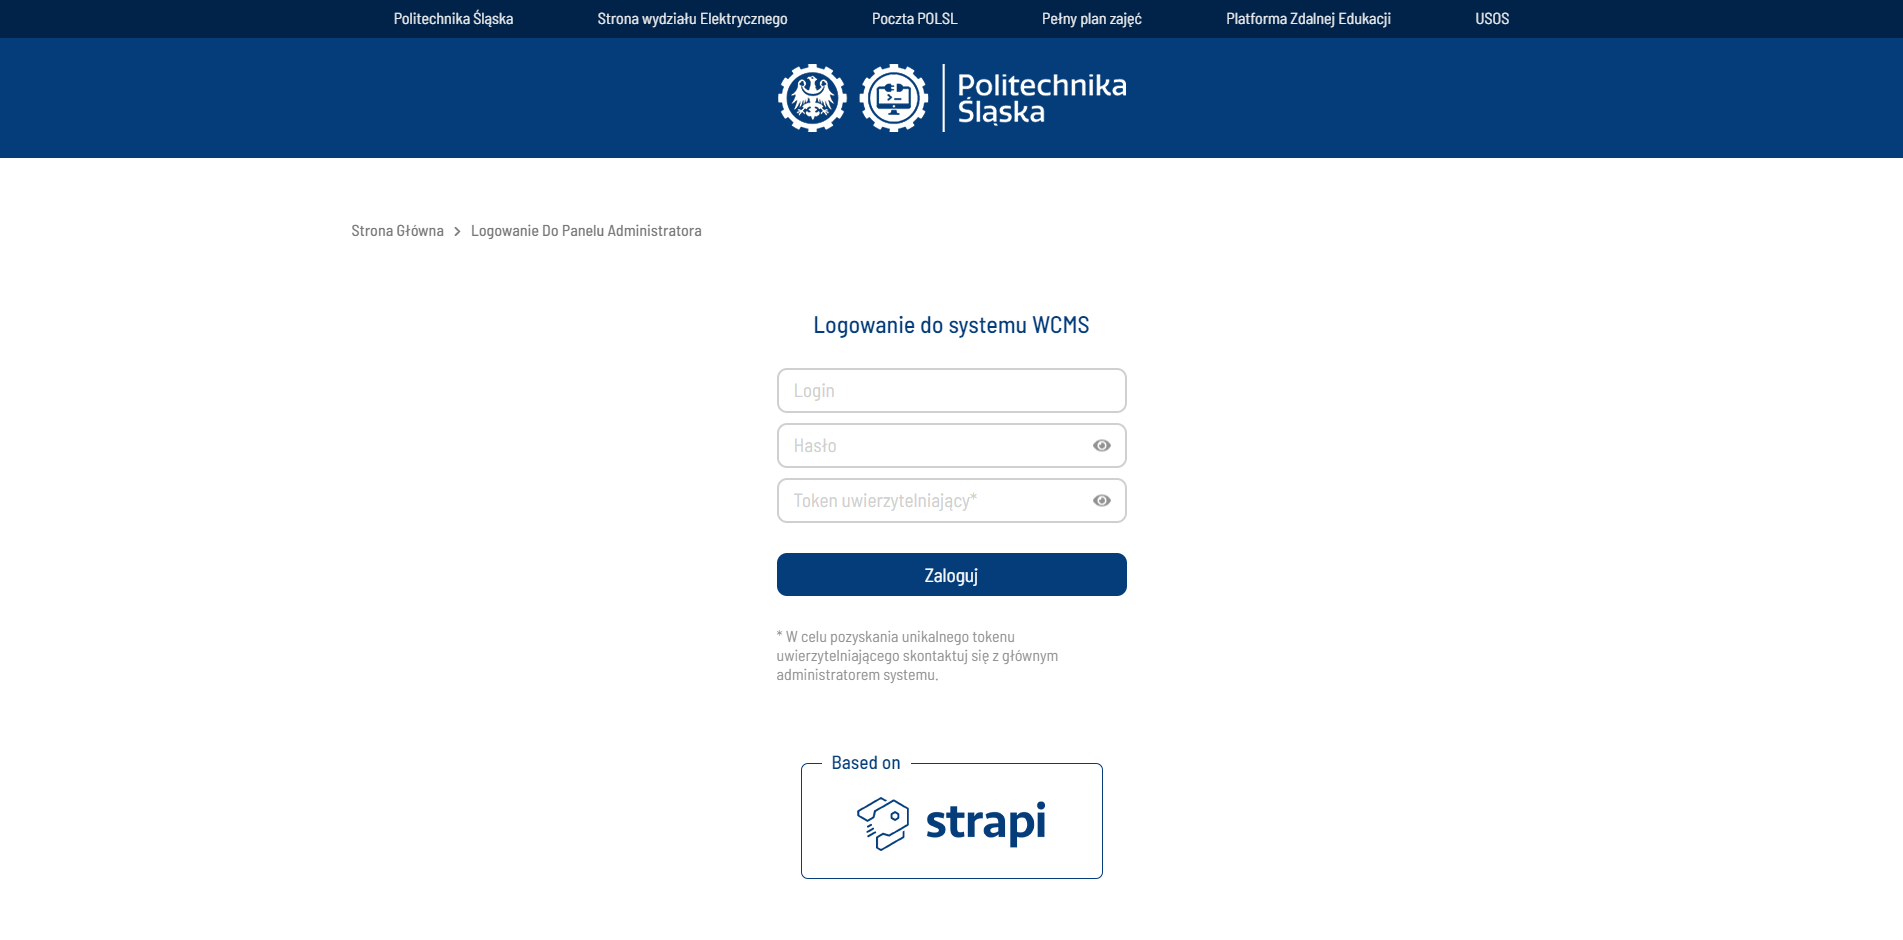 Politechnika Śląska Strona wydziału Elektrycznego Poczta POLSL Pełny plan zajęć Platforma Zdalnej Edukacji USOS
Politechnika
Śląska
Strona Główna > Logowanie Do Panelu Administratora
Logowanie do systemu WCMS
Login
Hasło
Token uwierzytelniający*
Zaloguj
* W celu pozyskania unikalnego tokenu
uwierzytelniającego skontaktuj się z głównym
administratorem systemu.
Based on
strapi